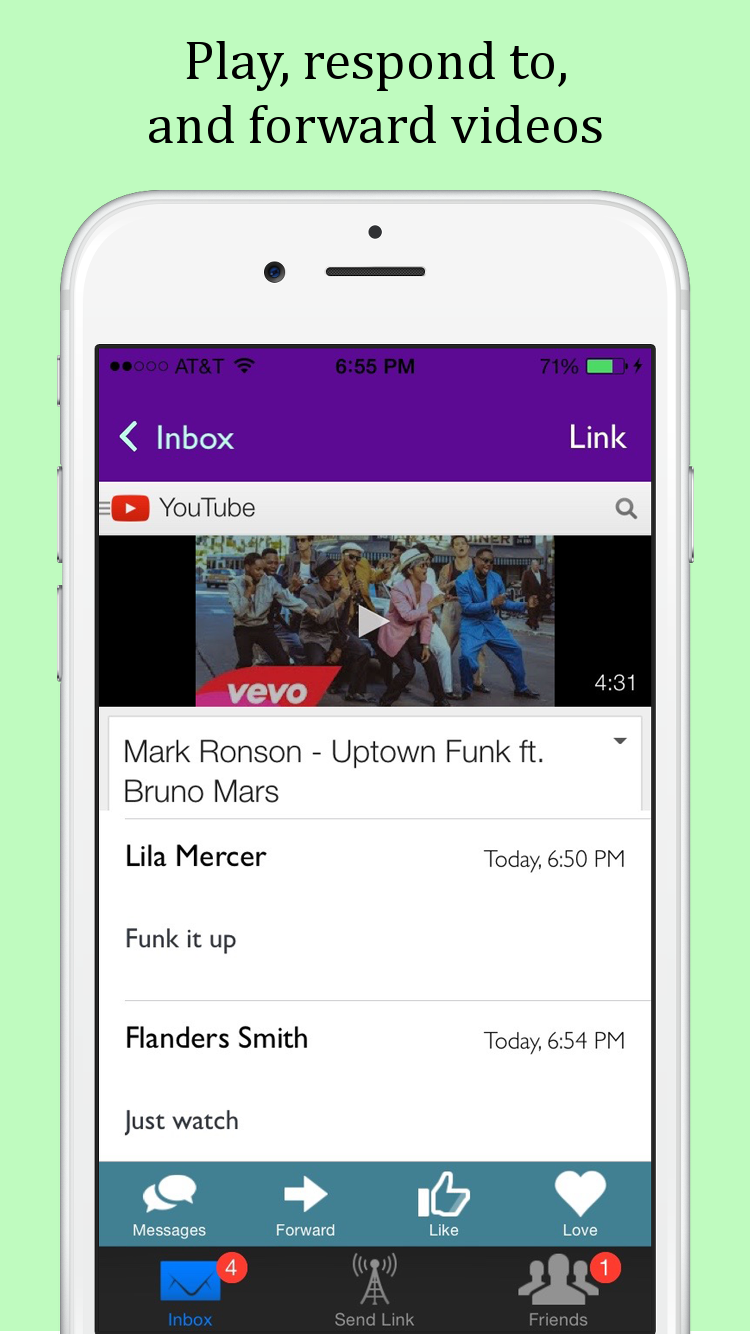 Play, respond to,
and forward videos
AT&T 6:55 PM 71%
Inbox Link
YouTube
vevo
4:31
Mark Ronson - Uptown Funk ft.
Bruno Mars
Lila Mercer Today, 6:50 PM
Funk it up
Flanders Smith Today, 6:54 PM
Just watch
Messages Forward Like Love
4 1
Inbox Send Link Friends